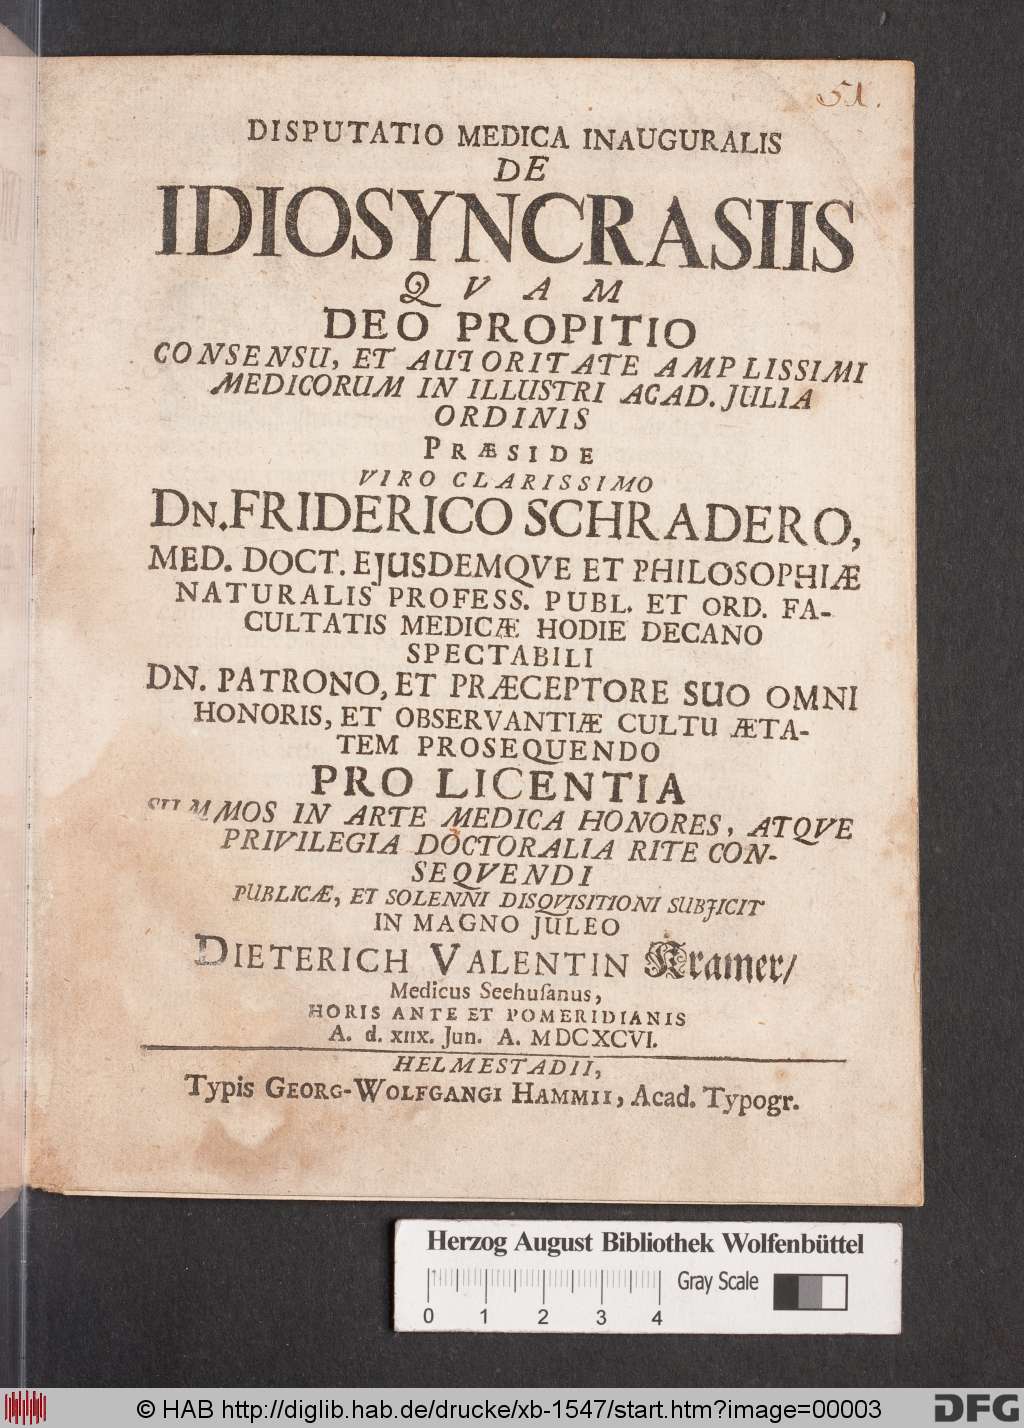 51.
DISPUTATIO MEDICA INAUGURALIS
DE
IDIOSYNCRASIIS
QVAM
DEO PROPITIO
CONSENSU, ET AUTORITATE AMPLISSIMI
MEDICORUM IN ILLUSTRI ACAD. JULIA
ORDINIS
PRÆSIDE
VIRO CLARISSIMO
DN. FRIDERICO SCHRADERO,
MED. DOCT. EJUSDEMQVE ET PHILOSOPHIÆ
NATURALIS PROFESS. PUBL. ET ORD. FA-
CULTATIS MEDICÆ HODIE DECANO
SPECTABILI
DN. PATRONO, ET PRÆCEPTORE SUO OMNI
HONORIS, ET OBSERVANTIÆ CULTU ÆTA-
TEM PROSEQUENDO
PRO LICENTIA
SUMMOS IN ARTE MEDICA HONORES, ATQVE
PRIVILEGIA DOCTORALIA RITE CON-
SEQVENDI
PUBLICÆ, ET SOLENNI DISQVISITIONI SUBJICIT
IN MAGNO JULEO
DIETERICH VALENTIN Kramer/
Medicus Seehuſanus,
HORIS ANTE ET POMERIDIANIS
A. d. XIIX. Jun. A. MDCXCVI.
HELMESTADII,
Typis GEORG-WOLFGANGI HAMMII, Acad. Typogr.
Herzog August Bibliothek Wolfenbüttel
Gray Scale
0 1 2 3 4
© HAB http://diglib.hab.de/drucke/xb-1547/start.htm?image=00003
DFG